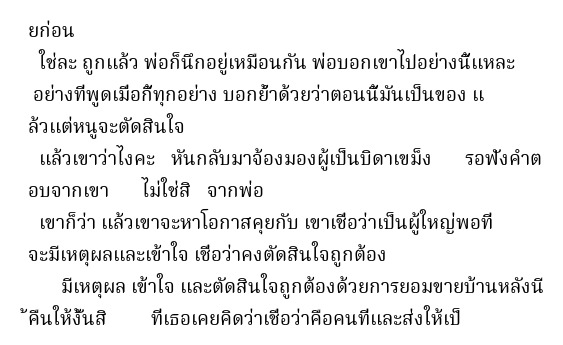 ยก่อน
ใช่ละ ถูกแล้ว พ่อก็นึกอยู่เหมือนกัน พ่อบอกเขาไปอย่างนี้แหละ
อย่างที่พูดเมื่อกี้ทุกอย่าง บอกย้ำด้วยว่าตอนนี้มันเป็นของ แ
ล้วแต่หนูจะตัดสินใจ
แล้วเขาว่าไงคะ หันกลับมาจ้องมองผู้เป็นบิดาเขม็ง รอฟังคำต
อบจากเขา ไม่ใช่สิ จากพ่อ
เขาก็ว่า แล้วเขาจะหาโอกาสคุยกับ เขาเชื่อว่าเป็นผู้ใหญ่พอที่
จะมีเหตุผลและเข้าใจ เชื่อว่าคงตัดสินใจถูกต้อง
มีเหตุผล เข้าใจ และตัดสินใจถูกต้องด้วยการยอมขายบ้านหลังนี
้คืนให้งั้นสิ ที่เธอเคยคิดว่าเชื่อว่าคือคนที่และส่งให้เป็